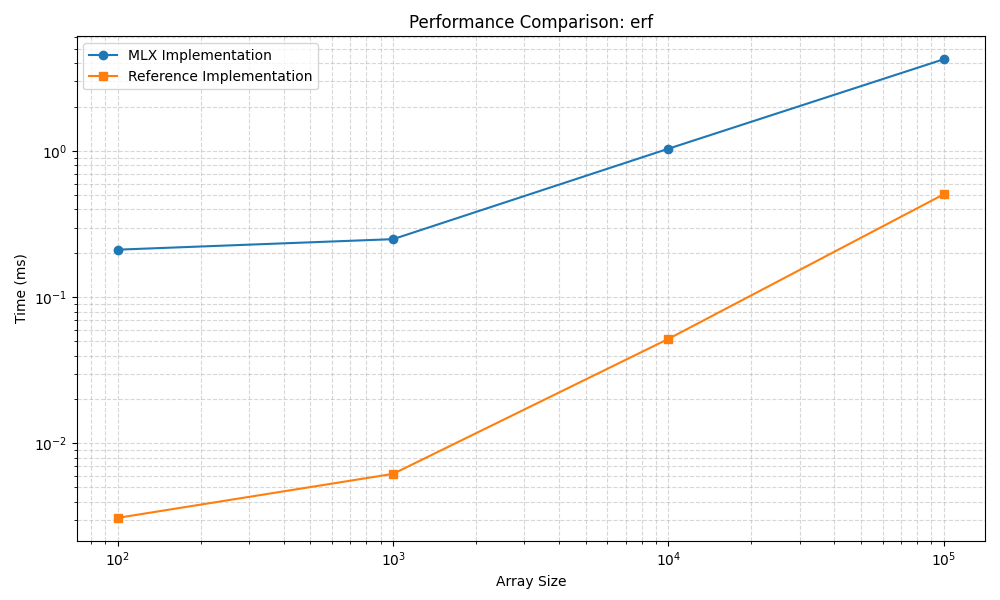 Performance Comparison: erf
MLX Implementation
Reference Implementation
Time (ms)
10⁰
10⁻¹
10⁻²
10²
10³
10⁴
10⁵
Array Size